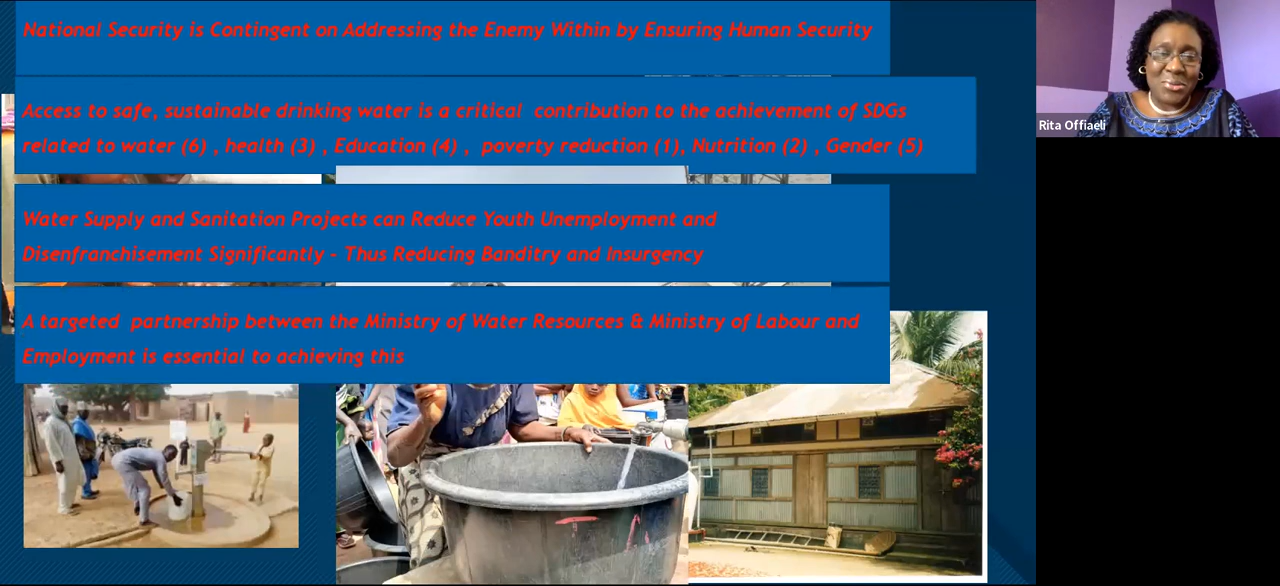 National Security is Contingent on Addressing the Enemy Within by Ensuring Human Security
Access to safe, sustainable drinking water is a critical contribution to the achievement of SDGs
related to water (6) , health (3) , Education (4) , poverty reduction (1), Nutrition (2) , Gender (5)
Water Supply and Sanitation Projects can Reduce Youth Unemployment and
Disenfranchisement Significantly - Thus Reducing Banditry and Insurgency
A targeted partnership between the Ministry of Water Resources & Ministry of Labour and
Employment is essential to achieving this
Rita Offiaeli